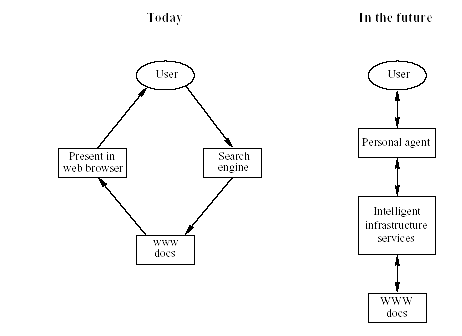 Today
In the future
User
User
Personal agent
Present in
web browser
Search
engine
Intelligent
infrastructure
services
www
docs
WWW
docs